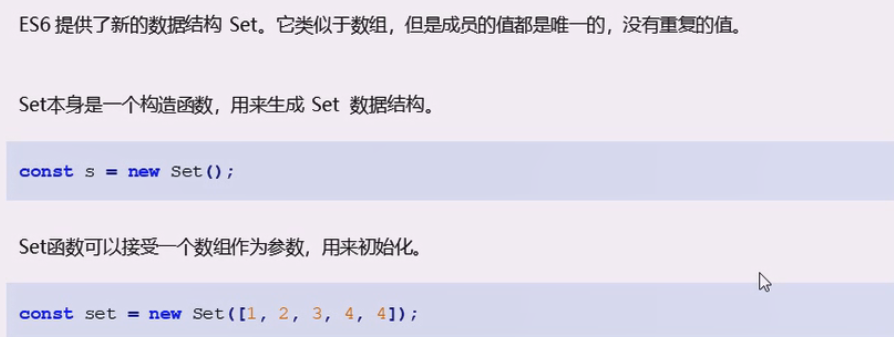 ES6 提供了新的数据结构 Set。它类似于数组，但是成员的值都是唯一的，没有重复的值。
Set本身是一个构造函数，用来生成 Set 数据结构。
const s = new Set();
Set函数可以接受一个数组作为参数，用来初始化。
const set = new Set([1, 2, 3, 4, 4]);